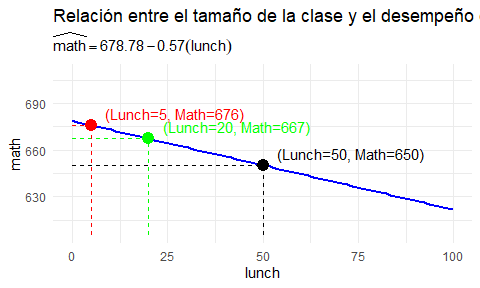 Relación entre el tamaño de la clase y el desempeño
math = 678.78 − 0.57(lunch)
(Lunch=5, Math=676)
(Lunch=20, Math=667)
(Lunch=50, Math=650)
690
660
630
math
0 25 50 75 100
lunch